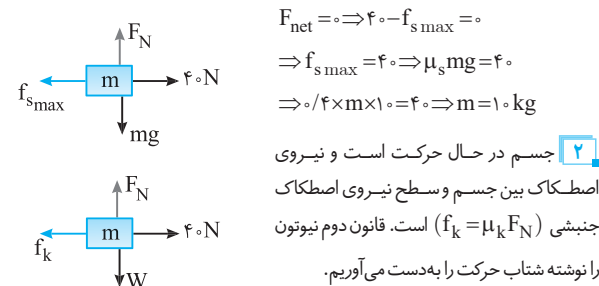 F_N
m
۴۰N
f_smax
mg
F_net =۰⇒۴۰−f_s max =۰
⇒f_s max =۴۰⇒μ_s mg=۴۰
⇒۰/۴×m×۱۰=۴۰⇒m=۱۰kg
۲ جسم در حال حرکت است و نیروی
اصطکاک بین جسم و سطح نیروی اصطکاک
جنبشی (f_k =μ_k F_N) است. قانون دوم نیوتون
را نوشته شتاب حرکت را به‌دست می‌آوریم.
F_N
m
۴۰N
f_k
W